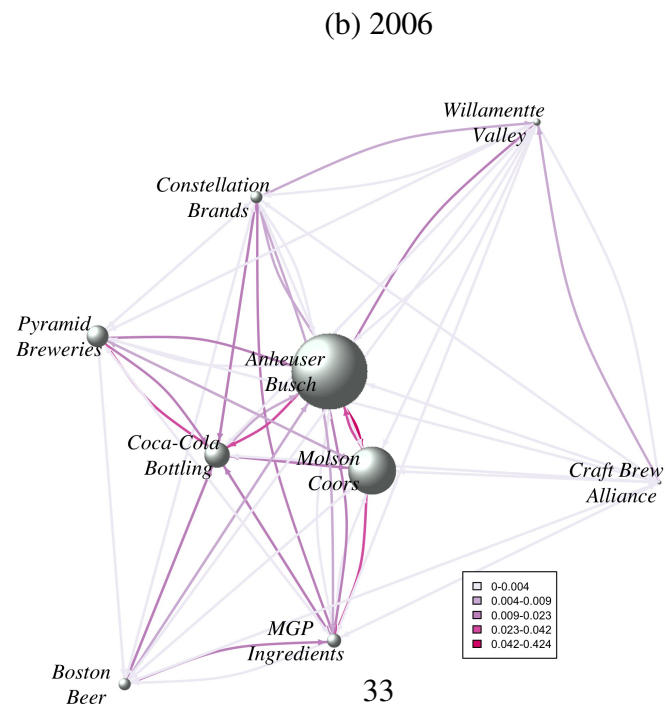 (b) 2006
Willamentte
Valley
Constellation
Brands
Pyramid
Breweries
Anheuser
Busch
Coca-Cola
Bottling
Molson
Coors
Craft Brew
Alliance
0-0.004
0.004-0.009
0.009-0.023
0.023-0.042
0.042-0.424
MGP
Ingredients
Boston
Beer
33